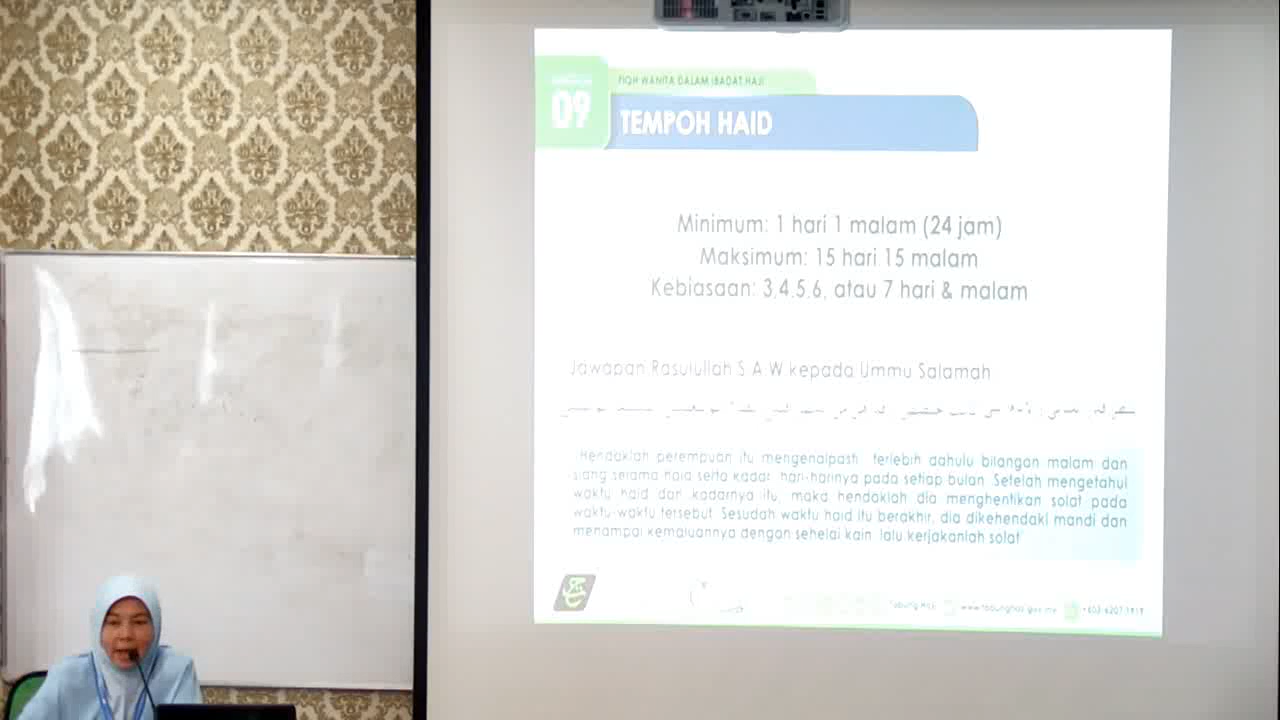 09
FIQH WANITA DALAM IBADAT HAJI
TEMPOH HAID
Minimum: 1 hari 1 malam (24 jam)
Maksimum: 15 hari 15 malam
Kebiasaan: 3,4,5,6, atau 7 hari & malam
Jawapan Rasulullah S.A.W kepada Ummu Salamah
Hendaklah perempuan itu mengenalpasti terlebih dahulu bilangan malam dan
siang selama haid serta kadar hari-harinya pada setiap bulan. Setelah mengetahui
waktu haid dan kadarnya itu, maka hendaklah dia menghentikan solat pada
waktu-waktu tersebut. Sesudah waktu haid itu berakhir, dia dikehendaki mandi dan
menampal kemaluannya dengan sehelai kain lalu kerjakanlah solat
Tabung Haji www.tabunghaji.gov.my +603-6207 1919